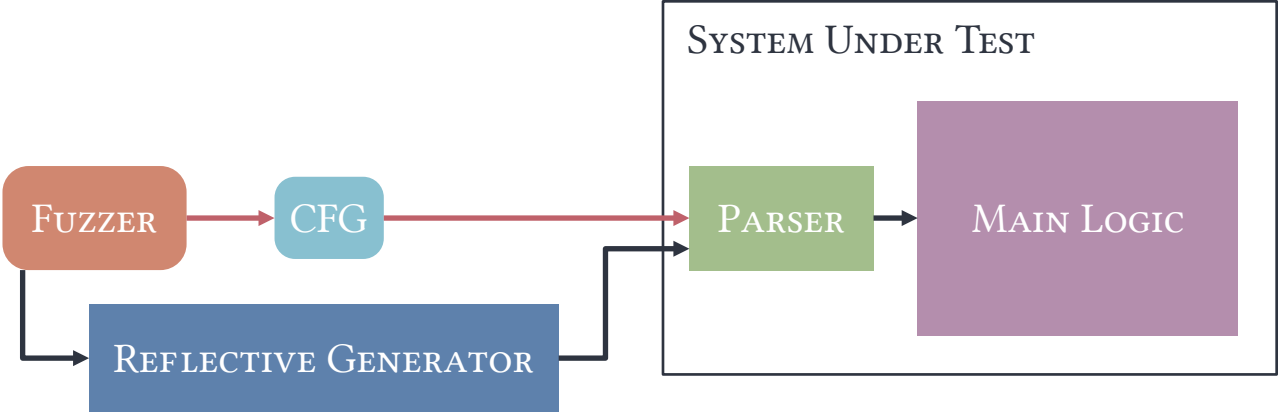 System Under Test
Fuzzer
CFG
Parser
Main Logic
Reflective Generator